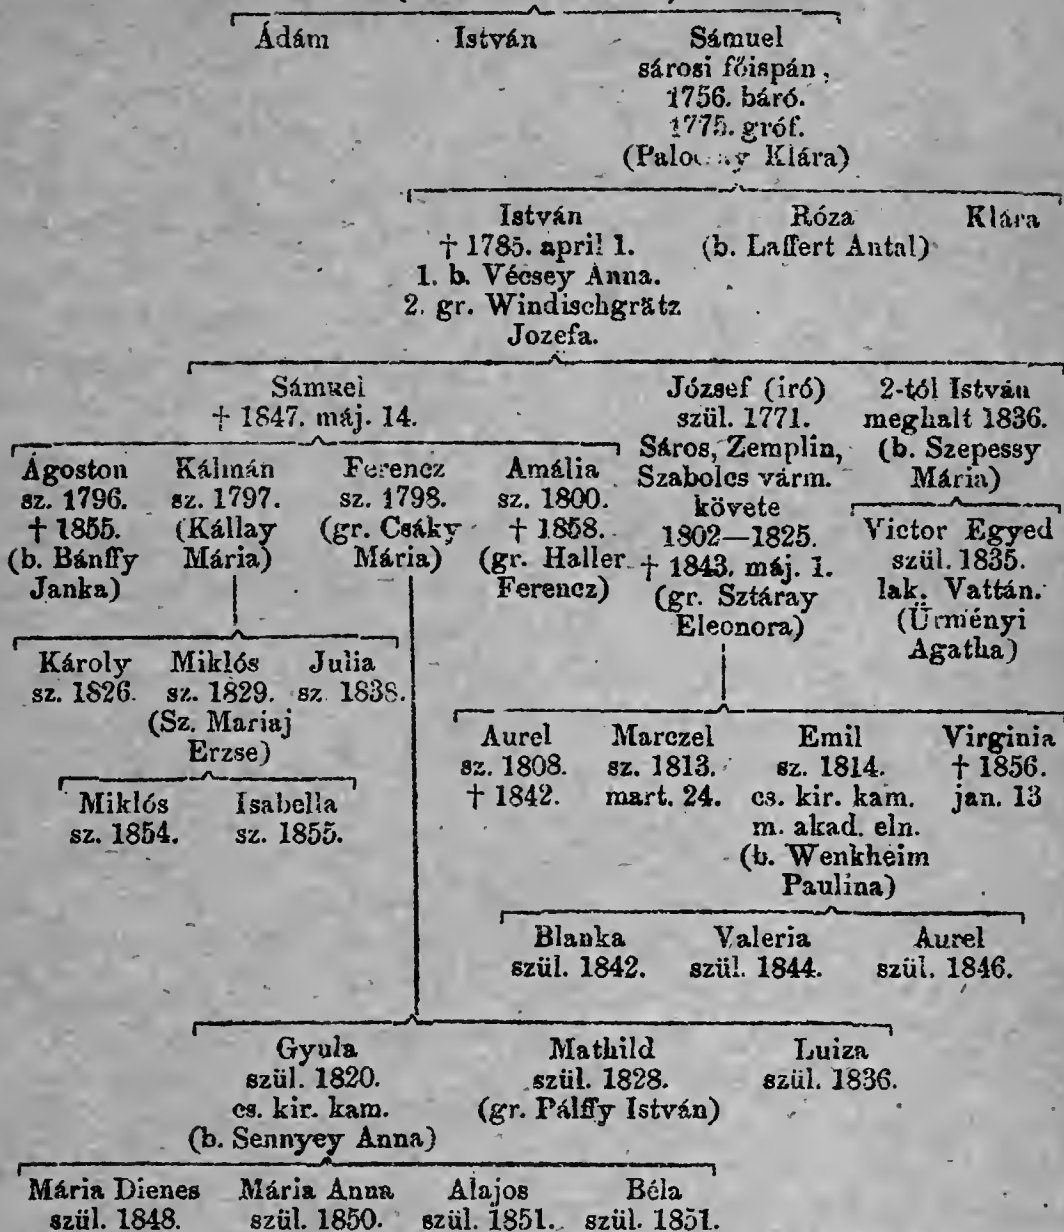 Ádám István Sámuel
sárosi főispán,
1756. báró.
1775. gróf.
Klára)
István Róza Klára
† 1785. april 1. (b. Laffert Antal)
1. b. Vécsey Anna.
2. gr. Windischgrätz
Jozefa.
Sámuel József (iró) 2-tól István
† 1847. máj. 14. szül. 1771. meghalt 1836.
Sáros, Zemplin, (b. Szepessy
Szabolcs várm. Mária)
követe
1802—1825.
† 1843. máj. 1.
(gr. Sztáray
Eleonora)
Ágoston Kálmán Ferencz Amália
sz. 1796. sz. 1797. sz. 1798. sz. 1800.
† 1855. (Kállay (gr. Csáky † 1858.
(b. Bánffy Mária) Mária) (gr. Haller
Janka) Ferencz)
Victor Egyed
szül. 1835.
lak. Vattán.
(Ürményi
Agatha)
Károly Miklós Julia
sz. 1826. sz. 1829. sz. 1838.
(Sz. Mariaj
Erzse)
Miklós Isabella
sz. 1854. sz. 1855.
Aurel Marczel Emil Virginia
sz. 1808. sz. 1813. sz. 1814. † 1856.
† 1842. mart. 24. cs. kir. kam. jan. 13
m. akad. eln.
(b. Wenkheim
Paulina)
Blanka Valeria Aurel
szül. 1842. szül. 1844. szül. 1846.
Gyula Mathild Luiza
szül. 1820. szül. 1828. szül. 1836.
cs. kir. kam. (gr. Pálffy István)
(b. Sennyey Anna)
Mária Dienes Mária Anna Alajos Béla
szül. 1848. szül. 1850. szül. 1851. szül. 1851.